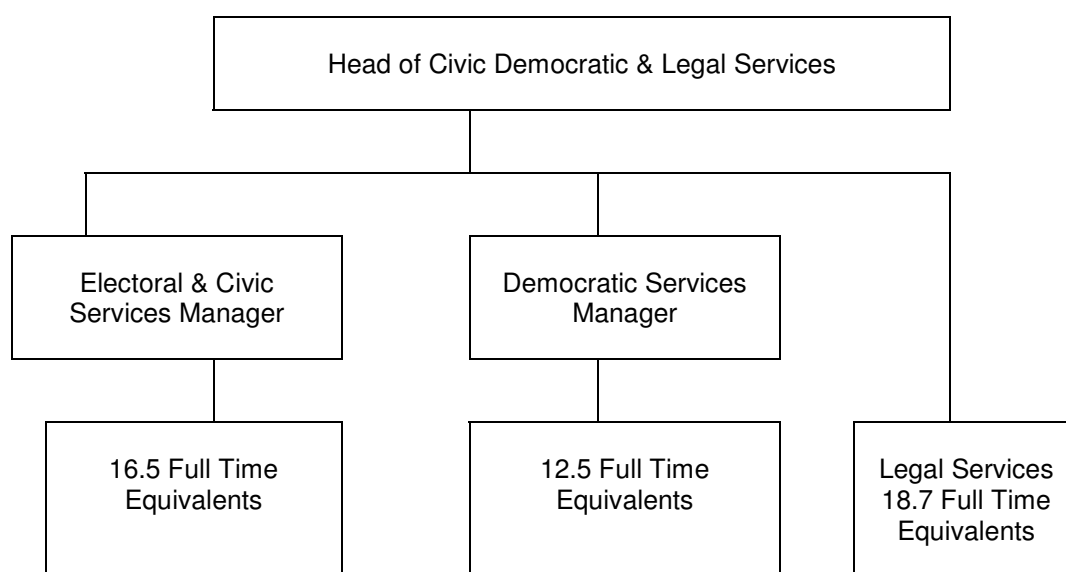 Head of Civic Democratic & Legal Services
Electoral & Civic
Services Manager
Democratic Services
Manager
16.5 Full Time
Equivalents
12.5 Full Time
Equivalents
Legal Services
18.7 Full Time
Equivalents